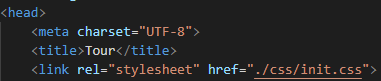 <head>
<meta charset="UTF-8">
<title>Tour</title>
<link rel="stylesheet" href="./css/init.css">